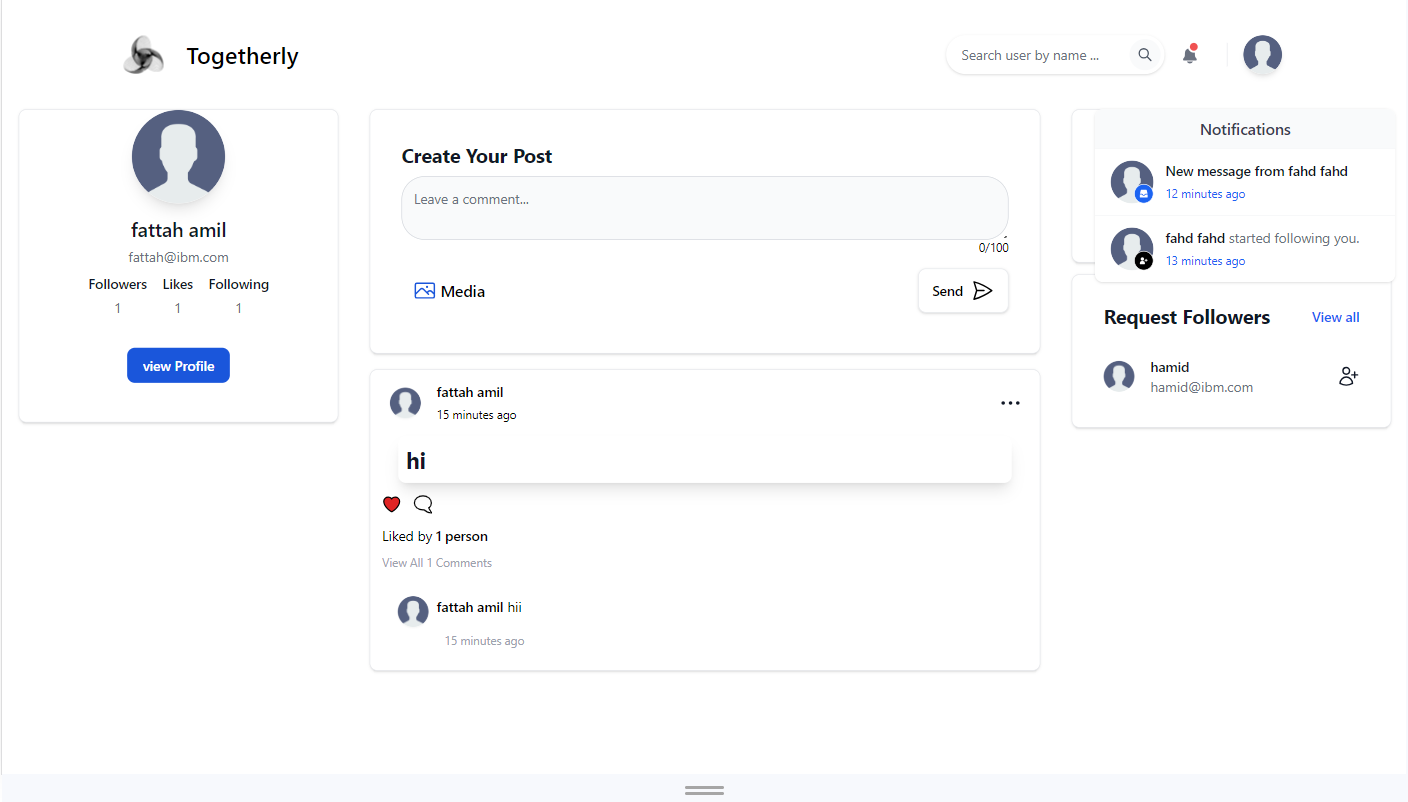 Togetherly
Search user by name ...
fattah amil
fattah@ibm.com
Followers Likes Following
1 1 1
view Profile
Create Your Post
Leave a comment...
0/100
Media
Send
fattah amil
15 minutes ago
hi
Liked by 1 person
View All 1 Comments
fattah amil hii
15 minutes ago
Notifications
New message from fahd fahd
12 minutes ago
fahd fahd started following you.
13 minutes ago
Request Followers View all
hamid
hamid@ibm.com